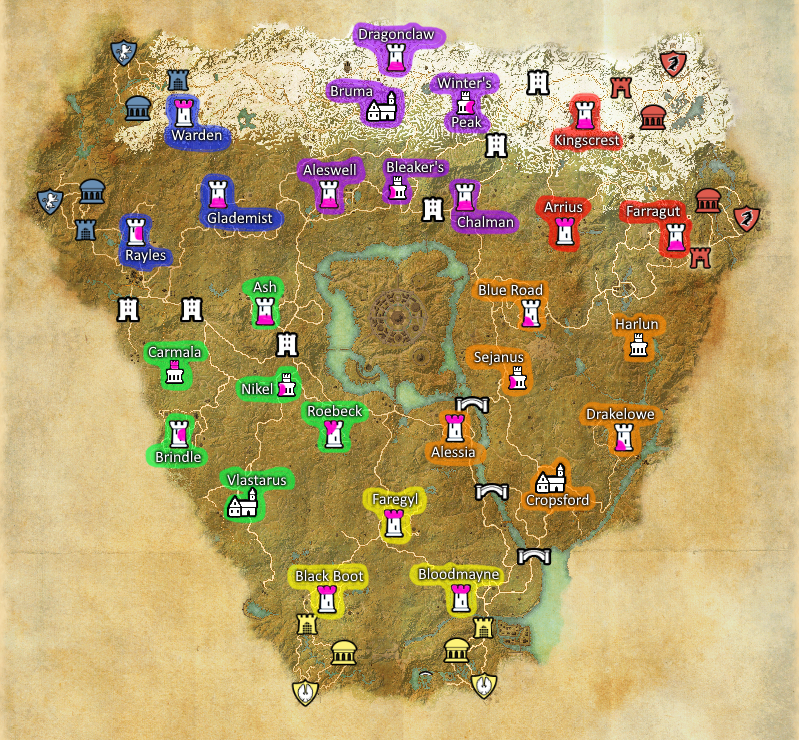 Dragonclaw
Bruma
Winter's
Peak
Warden
Kingscrest
Aleswell
Bleaker's
Glademist
Chalman
Arrius
Farragut
Rayles
Ash
Blue Road
Harlun
Carmala
Nikel
Sejanus
Roebeck
Brindle
Alessia
Drakelowe
Vlastarus
Faregyl
Cropsford
Black Boot
Bloodmayne